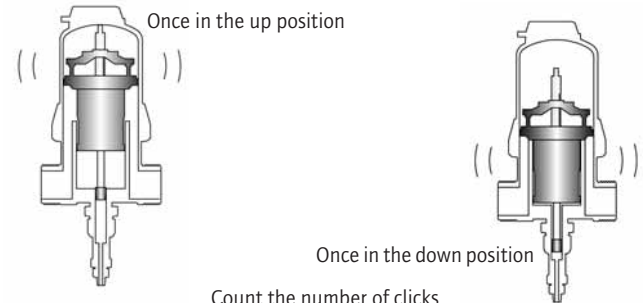 Once in the up position
Once in the down position
Count the number of clicks